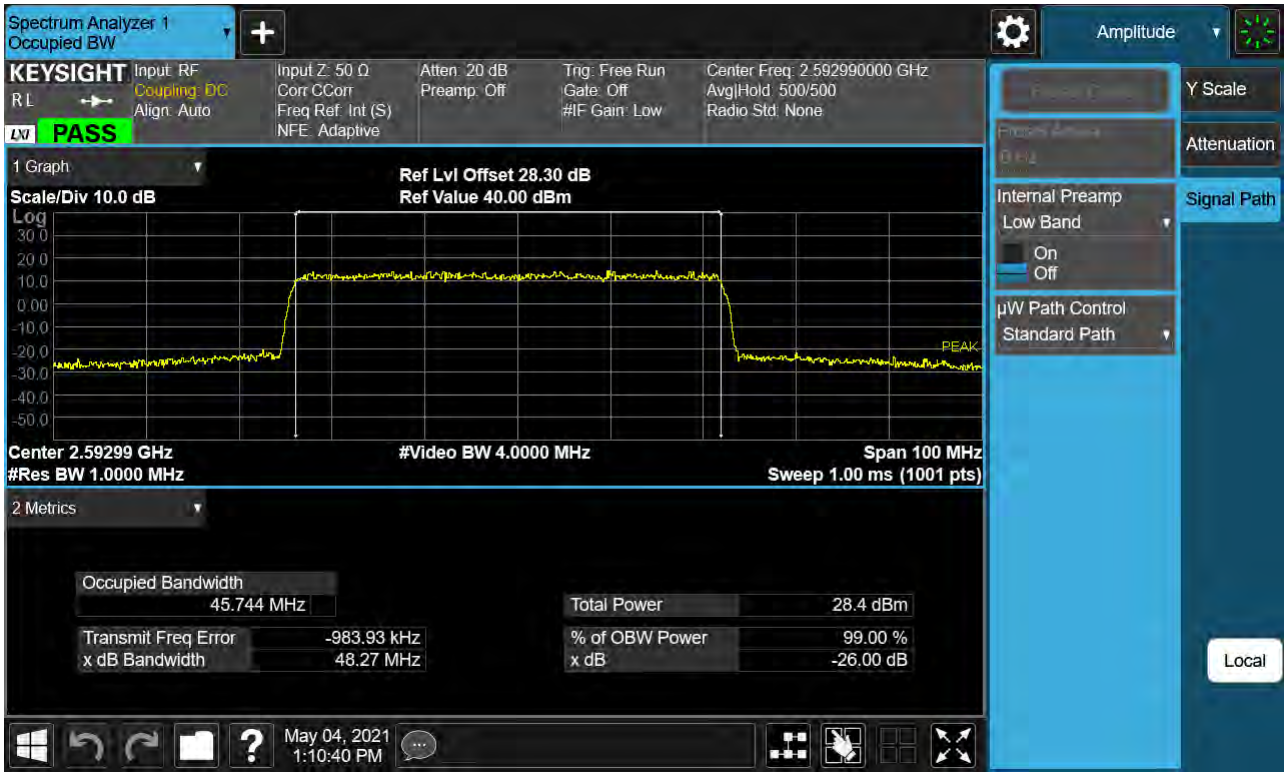 Spectrum Analyzer 1
Occupied BW
Amplitude
KEYSIGHT
R L
LXI
PASS
Input: RF
Coupling: DC
Align: Auto
Input Z: 50 Ω
Corr CCorr
Freq Ref: Int (S)
NFE: Adaptive
Atten: 20 dB
Preamp: Off
Trig: Free Run
Gate: Off
#IF Gain: Low
Center Freq: 2.592990000 GHz
Avg|Hold: 500/500
Radio Std: None
1 Graph
Scale/Div 10.0 dB
Ref Lvl Offset 28.30 dB
Ref Value 40.00 dBm
Log
30.0
20.0
10.0
0.00
-10.0
-20.0
-30.0
-40.0
-50.0
PEAK
Center 2.59299 GHz
#Video BW 4.0000 MHz
Span 100 MHz
#Res BW 1.0000 MHz
Sweep 1.00 ms (1001 pts)
2 Metrics
Occupied Bandwidth
45.744 MHz
Transmit Freq Error -983.93 kHz
x dB Bandwidth 48.27 MHz
Total Power 28.4 dBm
% of OBW Power 99.00 %
x dB -26.00 dB
Internal Preamp
Low Band
On
Off
µW Path Control
Standard Path
Y Scale
Attenuation
Signal Path
Local
?
May 04, 2021
1:10:40 PM